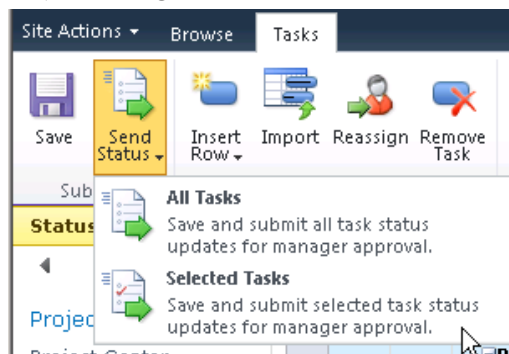 Site Actions Browse Tasks
Save Send Status Insert Row Import Reassign Remove Task
Sub
All Tasks
Save and submit all task status
updates for manager approval.
Status
Selected Tasks
Save and submit selected task status
updates for manager approval.
Projec